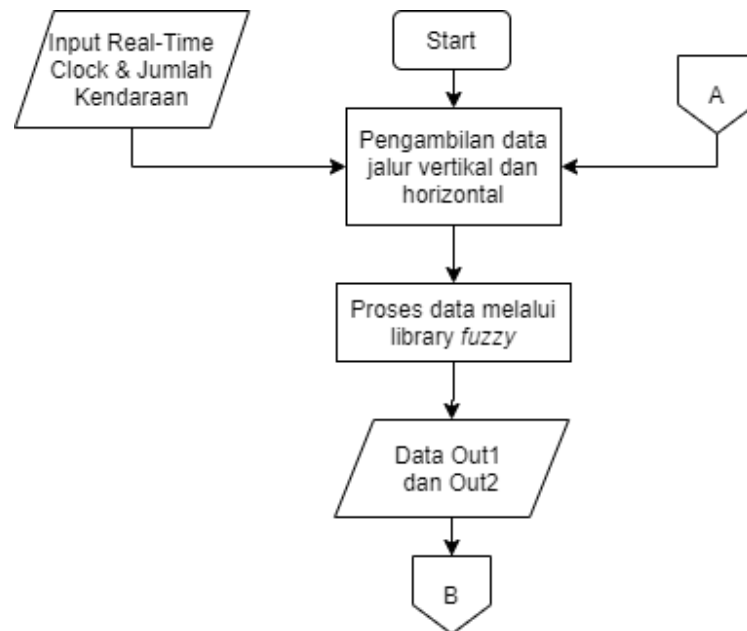 Input Real-Time
Clock & Jumlah
Kendaraan
Start
A
Pengambilan data
jalur vertikal dan
horizontal
Proses data melalui
library fuzzy
Data Out1
dan Out2
B